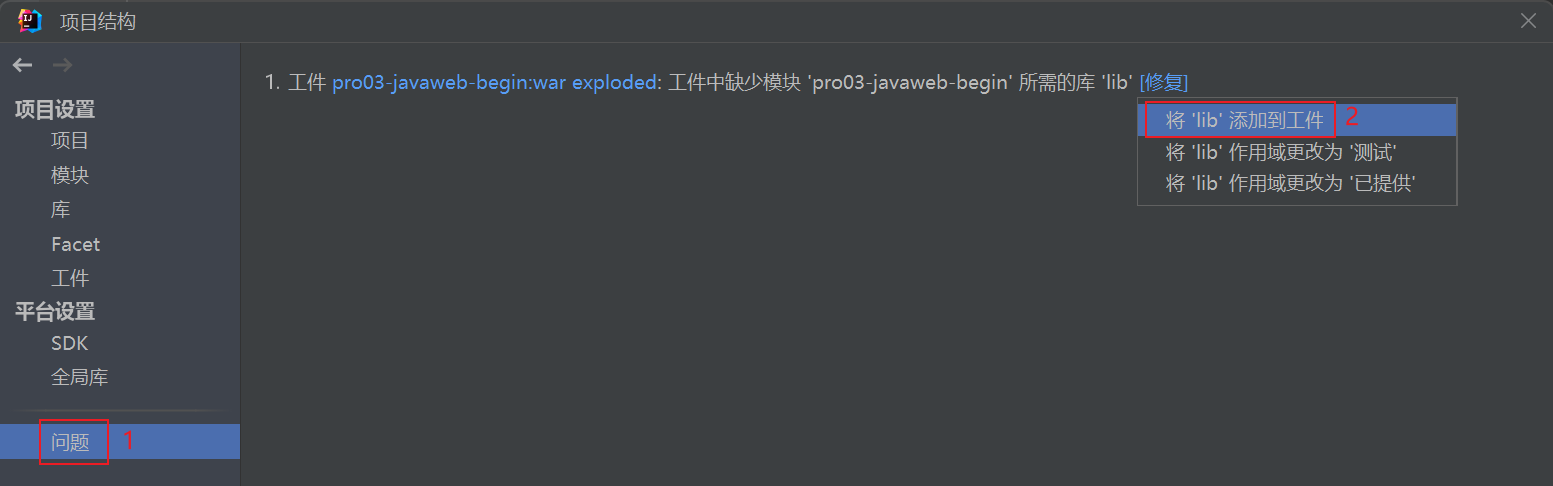 项目结构
项目设置
项目
模块
库
Facet
工件
平台设置
SDK
全局库
问题 1
1. 工件 pro03-javaweb-begin:war exploded: 工件中缺少模块 'pro03-javaweb-begin' 所需的库 'lib' [修复]
将 'lib' 添加到工件 2
将 'lib' 作用域更改为 '测试'
将 'lib' 作用域更改为 '已提供'